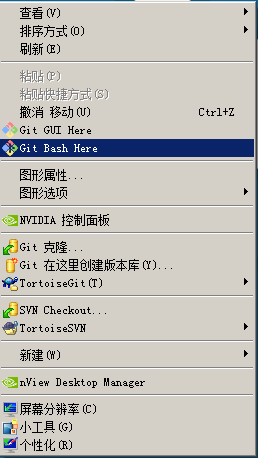 查看(V)
排序方式(O)
刷新(E)
粘贴(P)
粘贴快捷方式(S)
撤消 移动(U) Ctrl+Z
Git GUI Here
Git Bash Here
图形属性...
图形选项
NVIDIA 控制面板
Git 克隆...
Git 在这里创建版本库(Y)...
TortoiseGit(T)
SVN Checkout...
TortoiseSVN
新建(W)
nView Desktop Manager
屏幕分辨率(C)
小工具(G)
个性化(R)